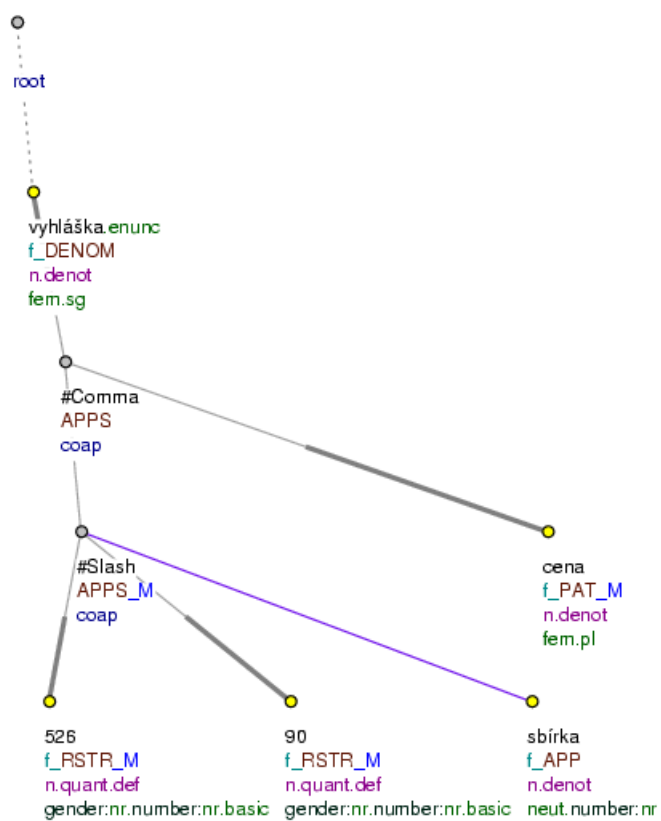 root
vyhláška.enunc
f_DENOM
n.denot
fem.sg
#Comma
APPS
coap
#Slash
APPS_M
coap
cena
f_PAT_M
n.denot
fem.pl
526
f_RSTR_M
n.quant.def
gender:nr.number:nr.basic
90
f_RSTR_M
n.quant.def
gender:nr.number:nr.basic
sbírka
f_APP
n.denot
neut.number:nr